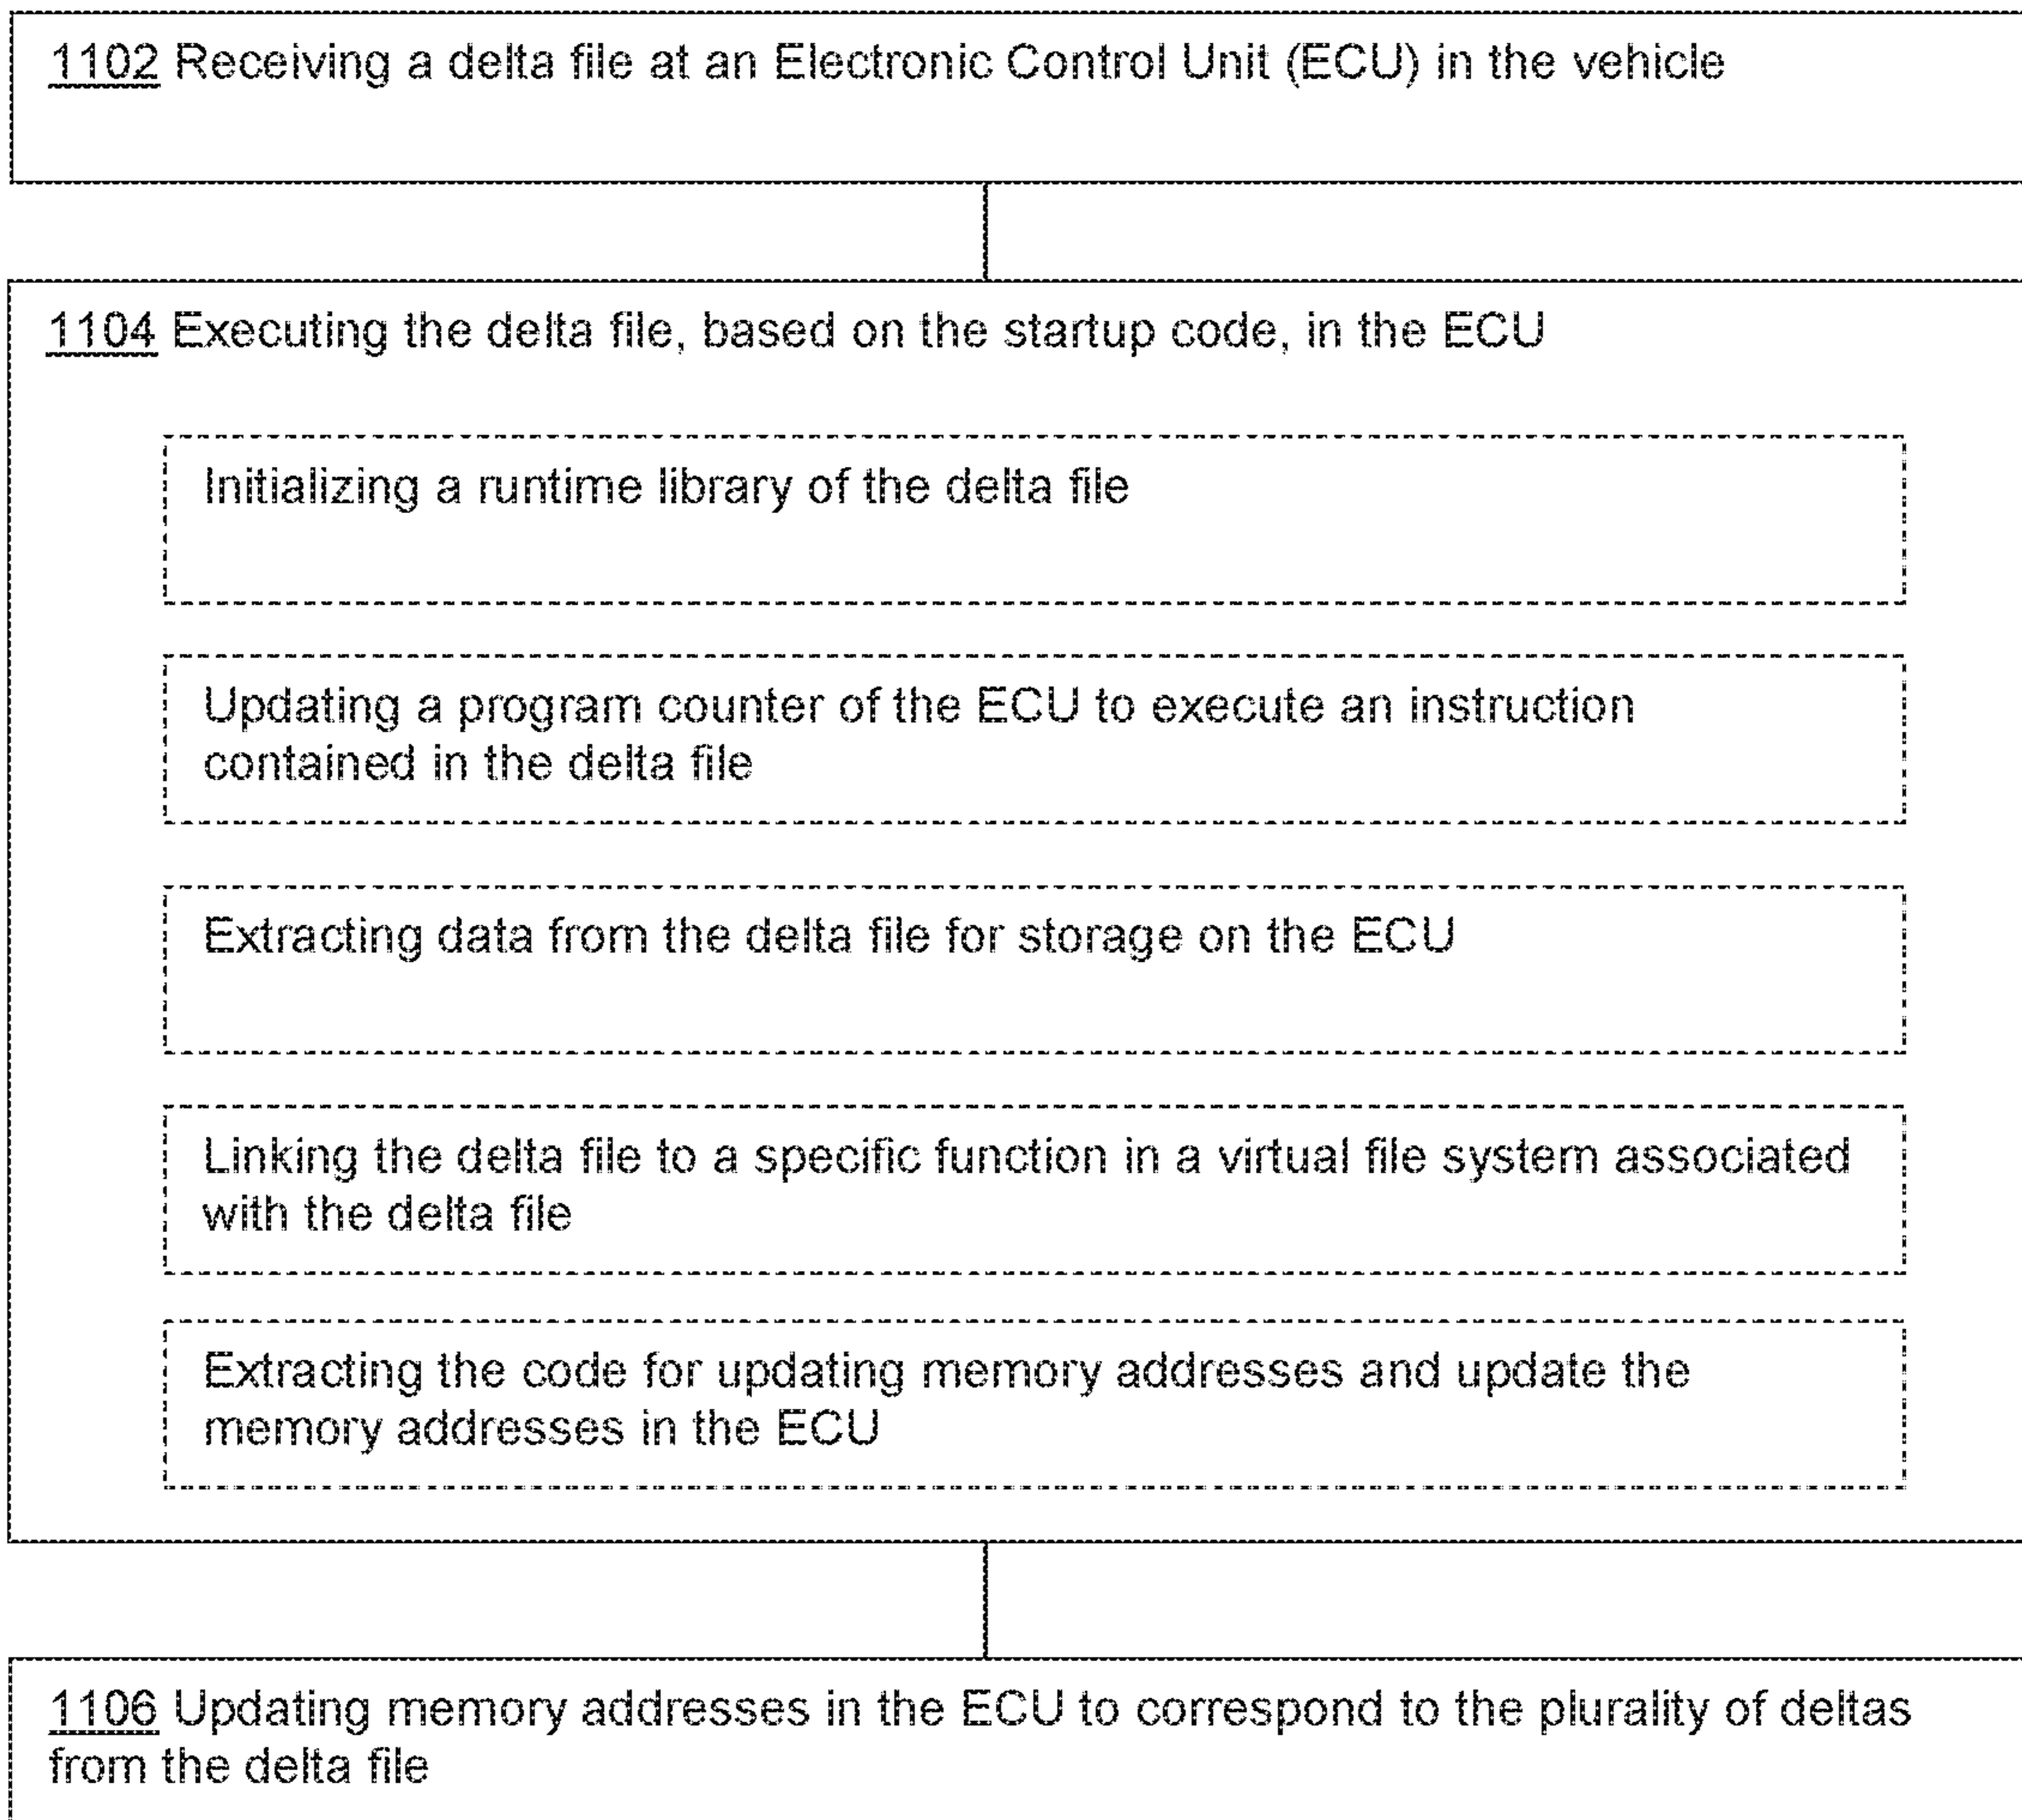 1102 Receiving a delta file at an Electronic Control Unit (ECU) in the vehicle
1104 Executing the delta file, based on the startup code, in the ECU
Initializing a runtime library of the delta file
Updating a program counter of the ECU to execute an instruction
contained in the delta file
Extracting data from the delta file for storage on the ECU
Linking the delta file to a specific function in a virtual file system associated
with the delta file
Extracting the code for updating memory addresses and update the
memory addresses in the ECU
1106 Updating memory addresses in the ECU to correspond to the plurality of deltas
from the delta file